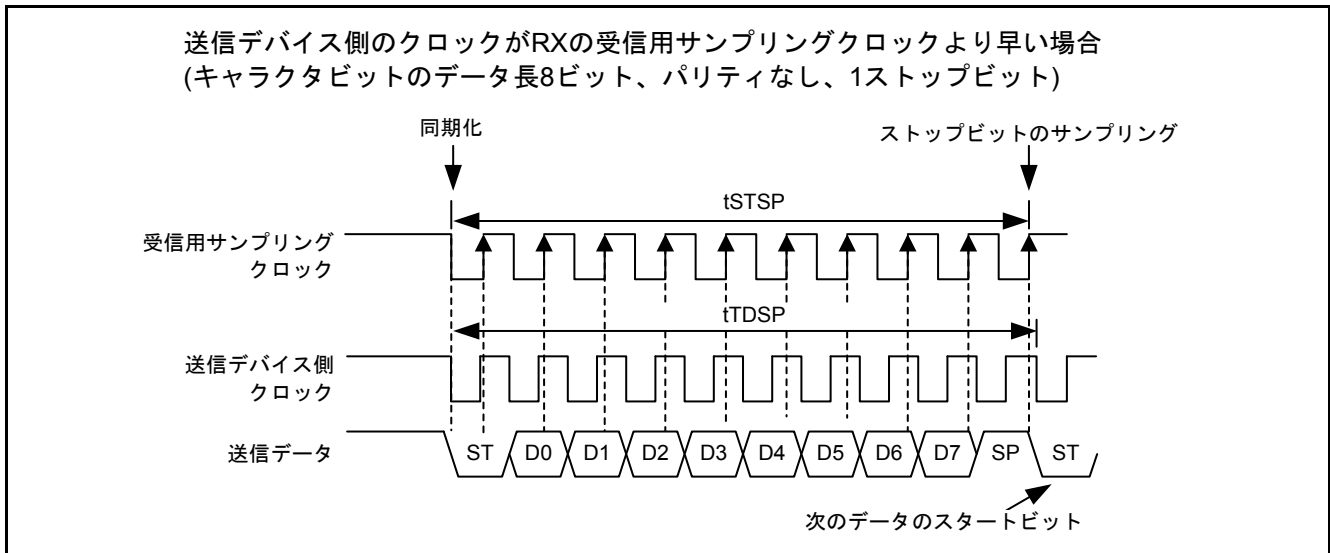 送信デバイス側のクロックがRXの受信用サンプリングクロックより早い場合
(キャラクタビットのデータ長8ビット、パリティなし、1ストップビット)
同期化
ストップビットのサンプリング
tSTSP
受信用サンプリング
クロック
tTDSP
送信デバイス側
クロック
送信データ
ST D0 D1 D2 D3 D4 D5 D6 D7 SP ST
次のデータのスタートビット